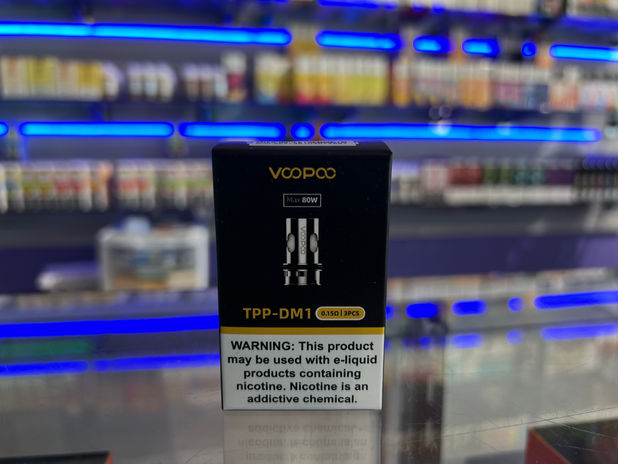 VOOPOO
Max 80W
VOOPOO
TPP-DM1 0.15Ω | 3PCS
WARNING: This product
may be used with e-liquid
products containing
nicotine. Nicotine is an
addictive chemical.